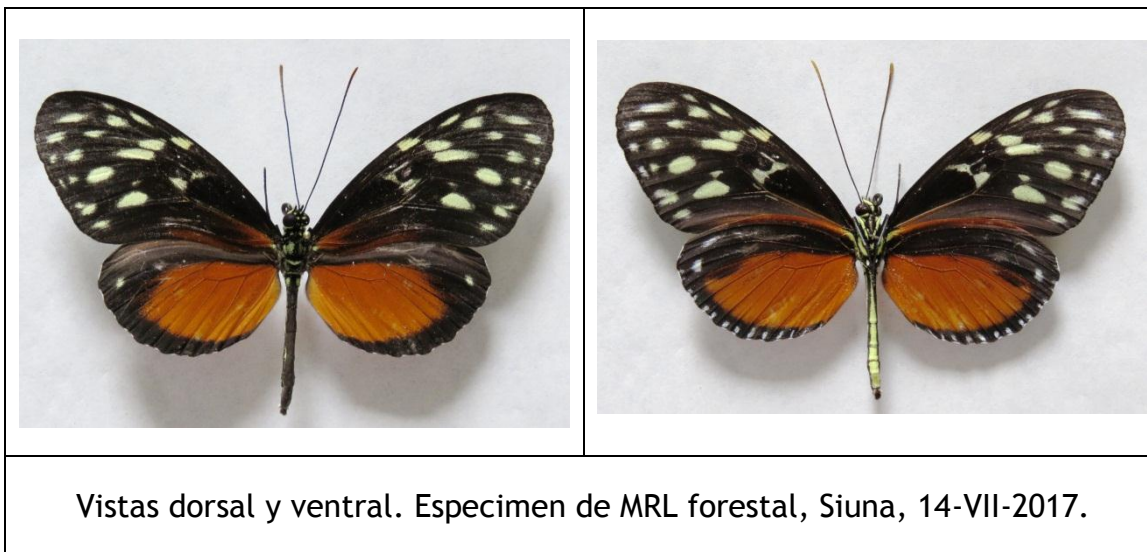 Vistas dorsal y ventral. Especimen de MRL forestal, Siuna, 14-VII-2017.